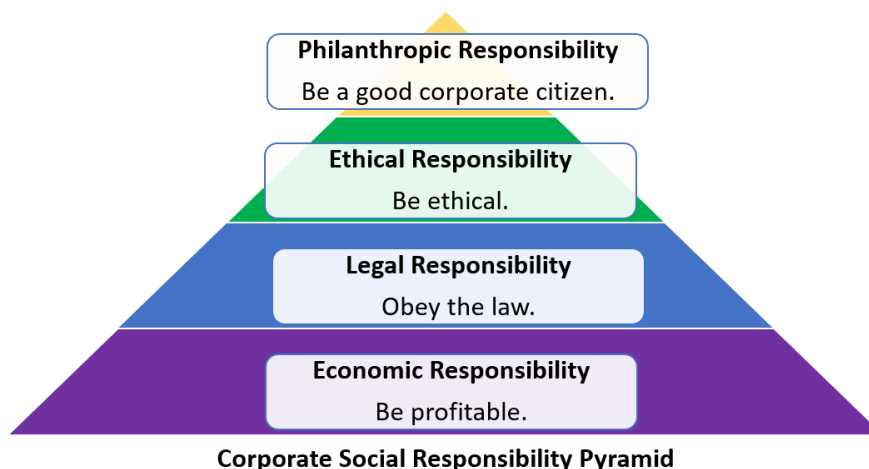 Philanthropic Responsibility
Be a good corporate citizen.
Ethical Responsibility
Be ethical.
Legal Responsibility
Obey the law.
Economic Responsibility
Be profitable.
Corporate Social Responsibility Pyramid